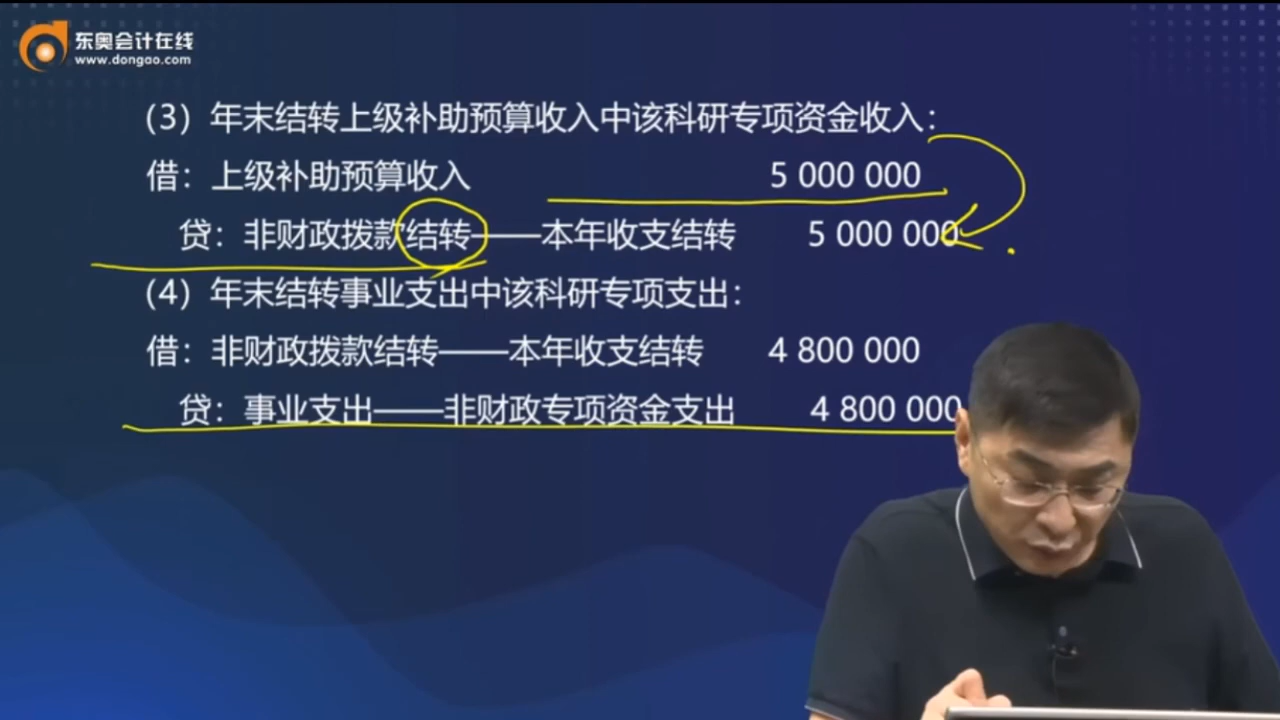 东奥会计在线
www.dongao.com
（3）年末结转上级补助预算收入中该科研专项资金收入：
借：上级补助预算收入 5 000 000
贷：非财政拨款结转——本年收支结转 5 000 000
（4）年末结转事业支出中该科研专项支出：
借：非财政拨款结转——本年收支结转 4 800 000
贷：事业支出——非财政专项资金支出 4 800 000